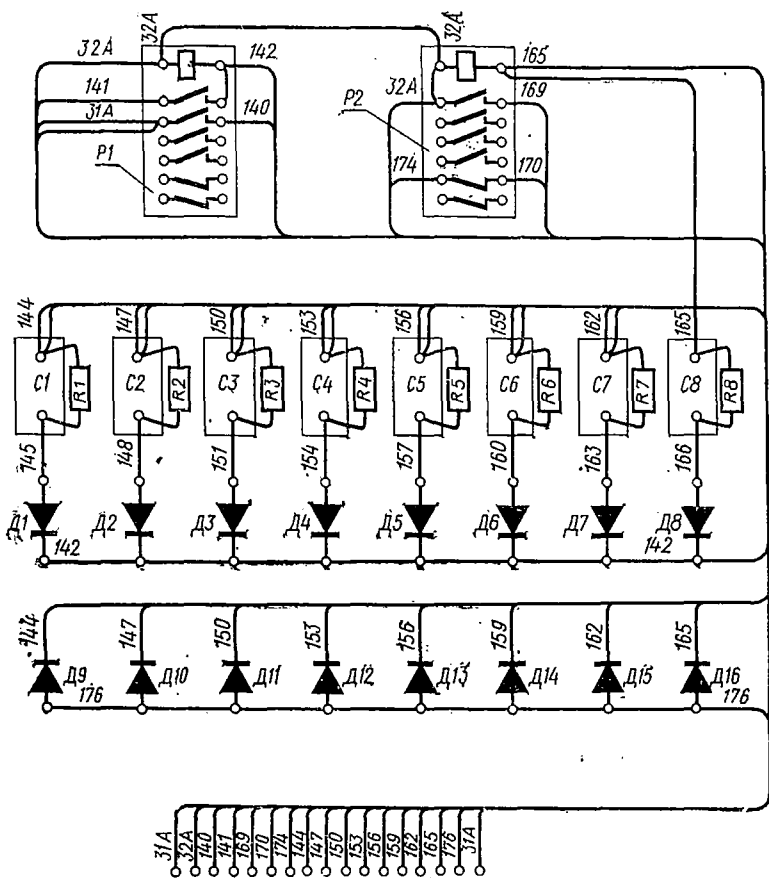 32А 32А
32А 142 165
141 32А 169
31А 140
Р1 Р2
174 170
144 147 150 153 156 159 162 165
С1 R1 С2 R2 С3 R3 С4 R4 С5 R5 С6 R6 С7 R7 С8 R8
145 148 151 154 157 160 163 166
Д1 Д2 Д3 Д4 Д5 Д6 Д7 Д8
142 142
144 147 150 153 156 159 162 165
Д9 Д10 Д11 Д12 Д13 Д14 Д15 Д16
176 176
31А 32А 140 141 169 170 174 144 147 150 153 156 159 162 165 176 31А